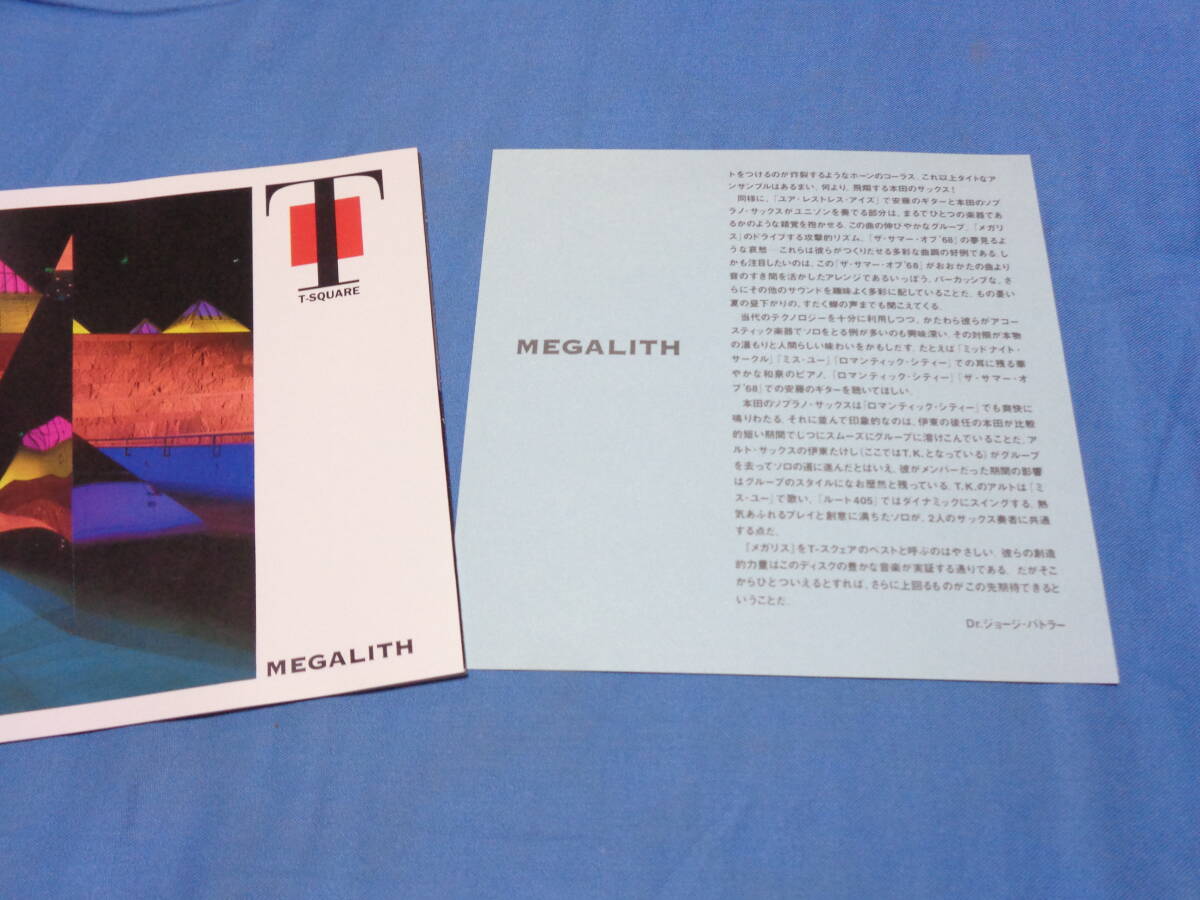 T
T-SQUARE
MEGALITH
MEGALITH
トをつけるのが炸裂するようなホーンのコーラス. これ以上タイトなア
ンサンブルはあるまい. 何より, 飛翔する本田のサックス!
同様に,「ユア・レストレス・アイズ」で安藤のギターと本田のソプ
ラノ・サックスがユニゾンを奏でる部分は, まるでひとつの楽器であ
るかのような錯覚を抱かせる. この曲の伸びやかなグルーブ,「メガリ
ス」のドライブする攻撃的リズム,「ザ・サマー・オブ'68」の夢見るよ
うな哀愁―これらは彼らがつくりだせる多彩な曲調の好例である. し
かも注目したいのは, この「ザ・サマー・オブ'68」がおおかたの曲より
音のすき間を活かしたアレンジであるいっぽう, パーカッシブな, さ
らにその他のサウンドを趣味よく多彩に配していることだ. もの憂い
夏の昼下がりの, すだく蟬の声までも聞こえてくる.
当代のテクノロジーを十分に利用しつつ, かたわら彼らがアコー
スティック楽器でソロをとる例が多いのも興味深い. その対照が本物
の温もりと人間らしい味わいをかもしだす. たとえば「ミッドナイト・
サークル」「ミス・ユー」「ロマンティック・シティー」での耳に残る華
やかな和泉のピアノ,「ロマンティック・シティー」「ザ・サマー・オ
ブ'68」での安藤のギターを聴いてほしい.
本田のソプラノ・サックスは「ロマンティック・シティー」でも爽快に
鳴りわたる. それに並んで印象的なのは, 伊東の後任の本田が比較
的短い期間でじつにスムーズにグループに溶けこんでいることだ. ア
ルト・サックスの伊東たけし(ここではT.K.となっている)がグループ
を去ってソロの道に進んだとはいえ, 彼がメンバーだった期間の影響
はグループのスタイルになお歴然と残っている. T.K.のアルトは「ミ
ス・ユー」で歌い,「ルート405」ではダイナミックにスイングする. 熱
気あふれるプレイと創意に満ちたソロが, 2人のサックス奏者に共通
する点だ.
『メガリス』をT-スクェアのベストと呼ぶのはやさしい. 彼らの創造
的力量はこのディスクの豊かな音楽が実証する通りである. だがそこ
からひとついえるとすれば, さらに上回るものがこの先期待できると
いうことだ.
Dr.ジョージ・バトラー